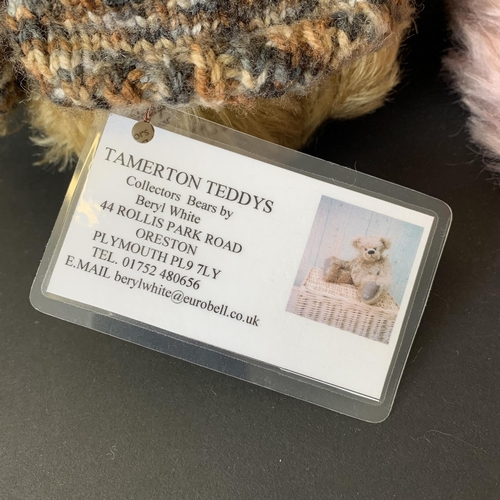 TAMERTON TEDDYS
Collectors Bears by
Beryl White
44 ROLLIS PARK ROAD
ORESTON
PLYMOUTH PL9 7LY
TEL. 01752 480656
E.MAIL berylwhite@eurobell.co.uk